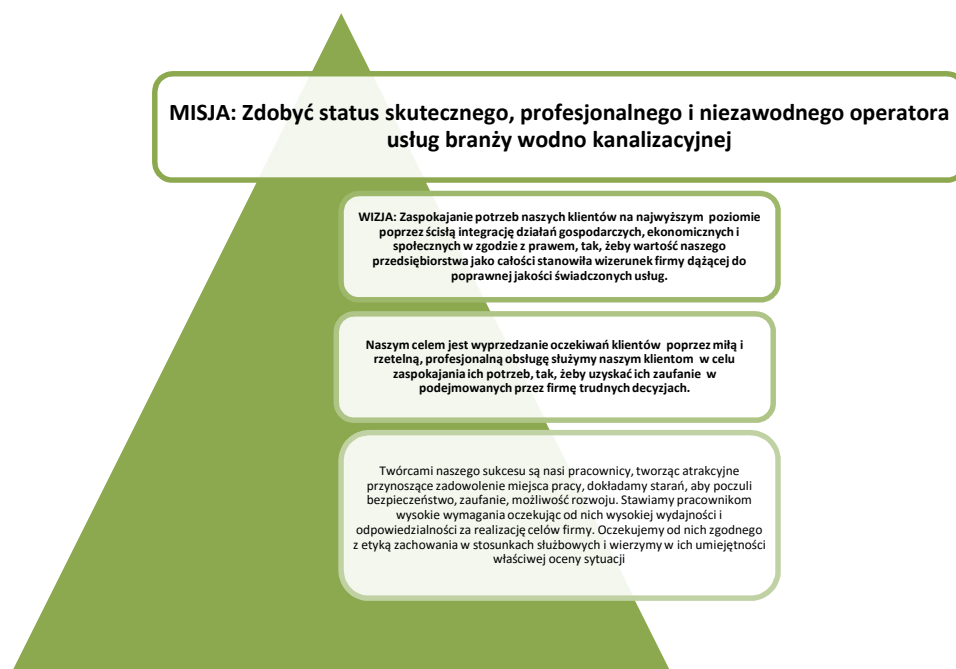 MISJA: Zdobyć status skutecznego, profesjonalnego i niezawodnego operatora
usług branży wodno kanalizacyjnej
WIZJA: Zaspokajanie potrzeb naszych klientów na najwyższym poziomie
poprzez ścisłą integrację działań gospodarczych, ekonomicznych i
społecznych w zgodzie z prawem, tak, żeby wartość naszego
przedsiębiorstwa jako całości stanowiła wizerunek firmy dążącej do
poprawnej jakości świadczonych usług.
Naszym celem jest wyprzedzanie oczekiwań klientów poprzez miłą i
rzetelną, profesjonalną obsługę służymy naszym klientom w celu
zaspokajania ich potrzeb, tak, żeby uzyskać ich zaufanie w
podejmowanych przez firmę trudnych decyzjach.
Twórcami naszego sukcesu są nasi pracownicy, tworząc atrakcyjne
przynoszące zadowolenie miejsca pracy, dokładamy starań, aby poczuli
bezpieczeństwo, zaufanie, możliwość rozwoju. Stawiamy pracownikom
wysokie wymagania oczekując od nich wysokiej wydajności i
odpowiedzialności za realizację celów firmy. Oczekujemy od nich zgodnego
z etyką zachowania w stosunkach służbowych i wierzymy w ich umiejętności
właściwej oceny sytuacji